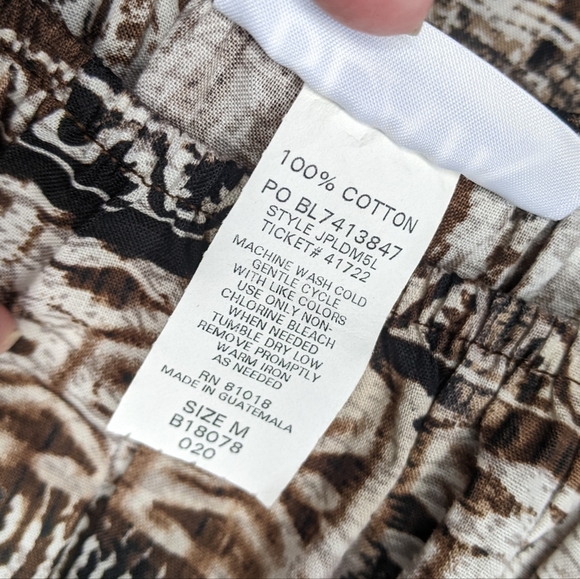 100% COTTON
PO BL7413847
STYLE JPLDM5L
TICKET# 41722
MACHINE WASH COLD
GENTLE CYCLE
WITH LIKE COLORS
USE ONLY NON-
CHLORINE BLEACH
WHEN NEEDED
TUMBLE DRY LOW
REMOVE PROMPTLY
WARM IRON
AS NEEDED
RN 81018
MADE IN GUATEMALA
SIZE M
B18078
020